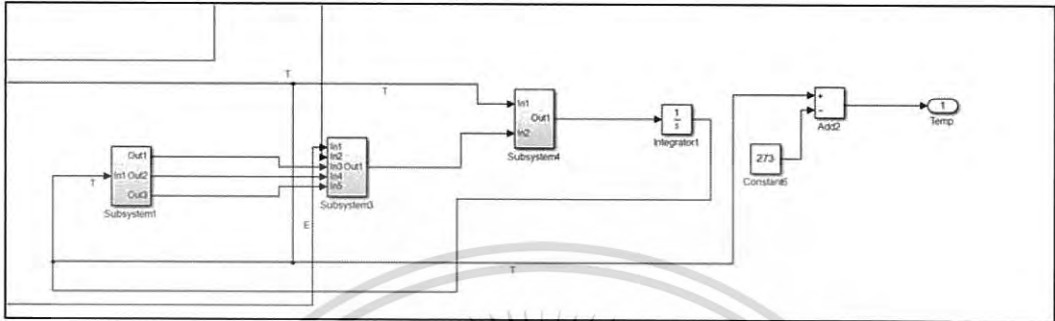 T
T
In1
Out1
In2
Subsystem4
1
s
Integrator1
+
−
Add2
1
Temp
273
Constant6
Out1
In1 Out2
Out3
Subsystem1
T
In1
In2
In3 Out1
In4
In5
Subsystem3
E
T